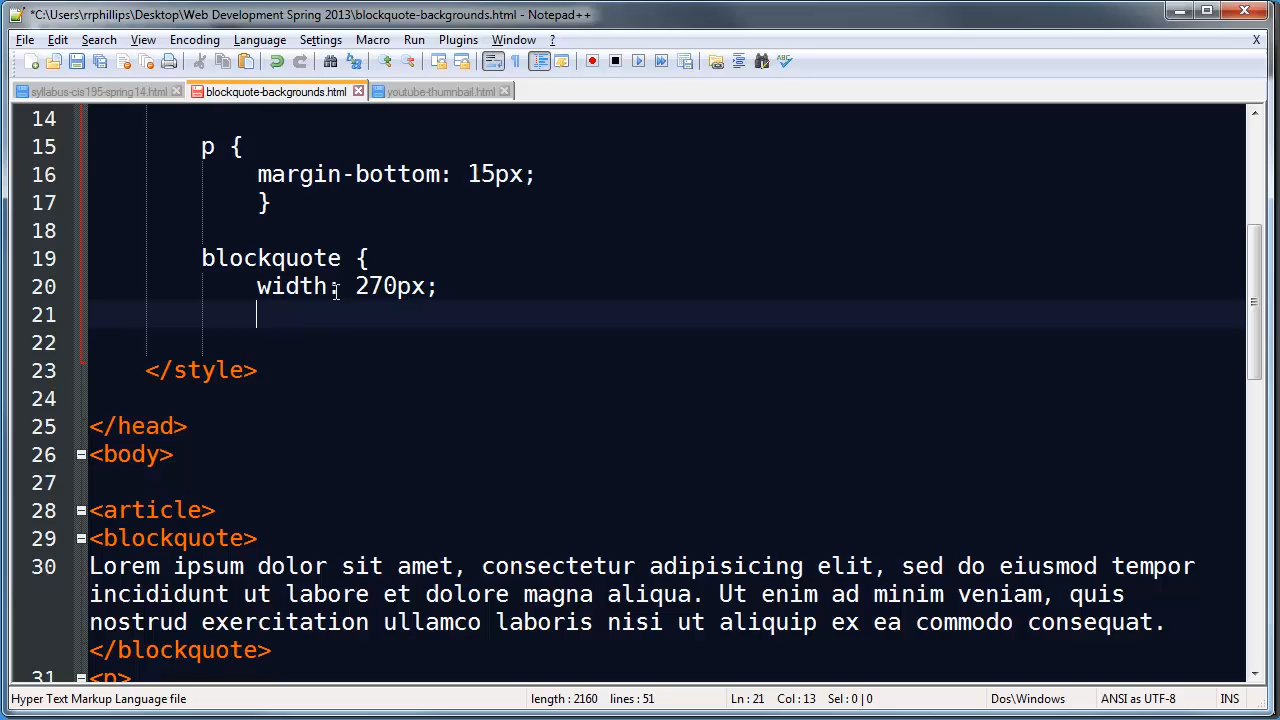 *C:\Users\rrphillips\Desktop\Web Development Spring 2013\blockquote-backgrounds.html - Notepad++
File Edit Search View Encoding Language Settings Macro Run Plugins Window ? X
syllabus-cis195-spring14.html blockquote-backgrounds.html youtube-thumbnail.html
14
15 p {
16 margin-bottom: 15px;
17 }
18
19 blockquote {
20 width: 270px;
21
22
23 </style>
24
25 </head>
26 <body>
27
28 <article>
29 <blockquote>
30 Lorem ipsum dolor sit amet, consectetur adipisicing elit, sed do eiusmod tempor
incididunt ut labore et dolore magna aliqua. Ut enim ad minim veniam, quis
nostrud exercitation ullamco laboris nisi ut aliquip ex ea commodo consequat.
</blockquote>
31 <p>
Hyper Text Markup Language file length : 2160 lines : 51 Ln : 21 Col : 13 Sel : 0 | 0 Dos\Windows ANSI as UTF-8 INS